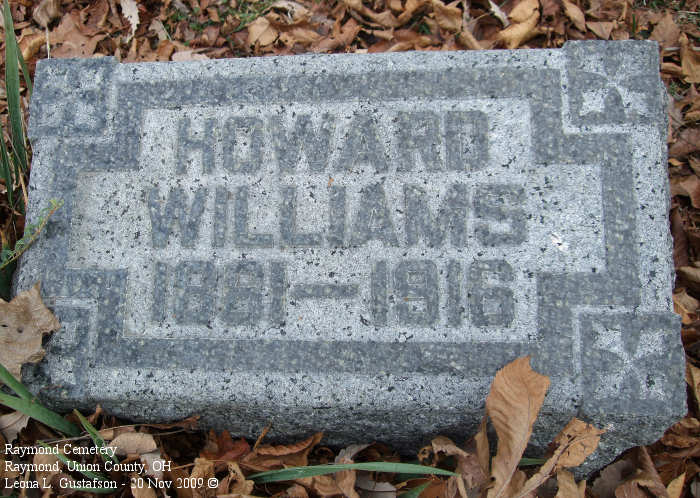 HOWARD
WILLIAMS
1881—1916
Raymond Cemetery
Raymond, Union County, OH
Leona L. Gustafson - 20 Nov 2009 ©